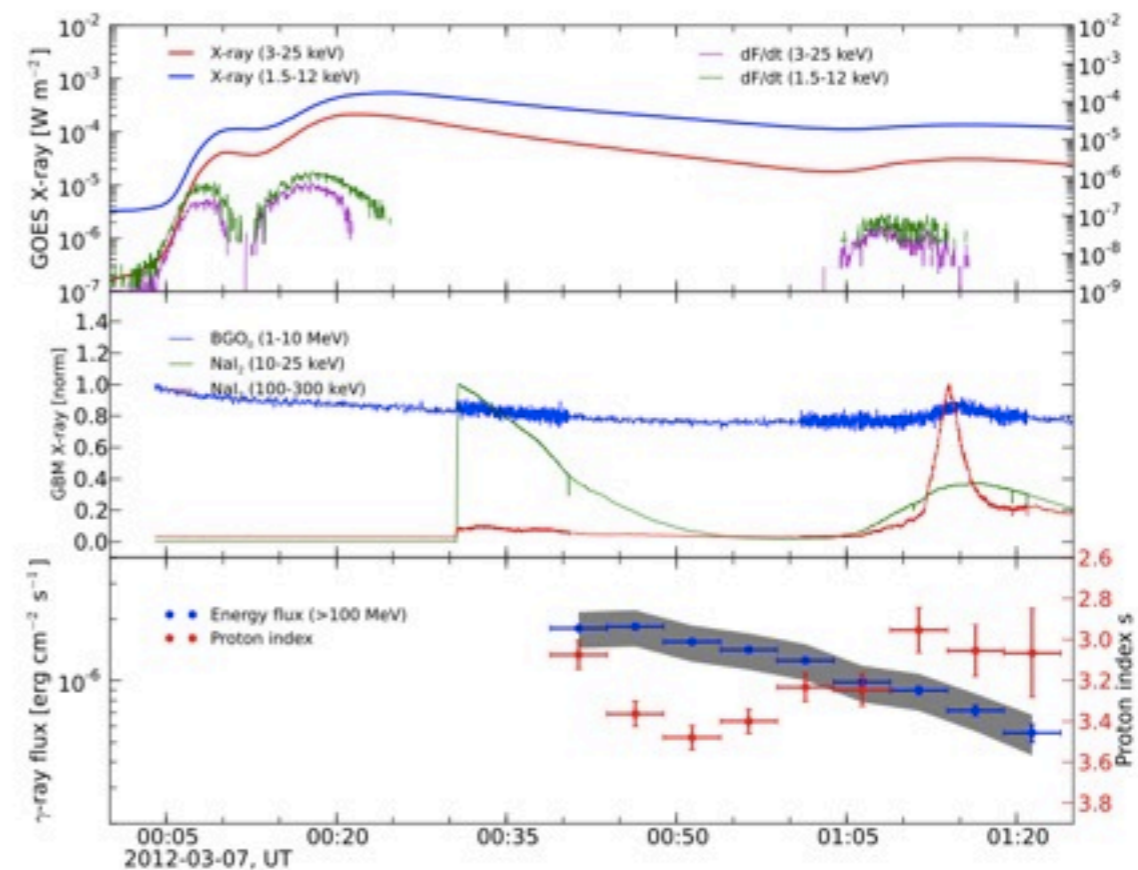 10⁻²
10⁻³
10⁻⁴
10⁻⁵
10⁻⁶
10⁻⁷
GOES X-ray [W m⁻²]
X-ray (3-25 keV)
X-ray (1.5-12 keV)
dF/dt (3-25 keV)
dF/dt (1.5-12 keV)
10⁻²
10⁻³
10⁻⁴
10⁻⁵
10⁻⁶
10⁻⁷
10⁻⁸
10⁻⁹
1.4
1.2
1.0
0.8
0.6
0.4
0.2
0.0
GBM X-ray [norm]
BGO₀ (1-10 MeV)
NaI₂ (10-25 keV)
NaI₂ (100-300 keV)
10⁻⁶
γ-ray flux [erg cm⁻² s⁻¹]
Energy flux (>100 MeV)
Proton index
2.6
2.8
3.0
3.2
3.4
3.6
3.8
Proton index s
00:05 00:20 00:35 00:50 01:05 01:20
2012-03-07, UT